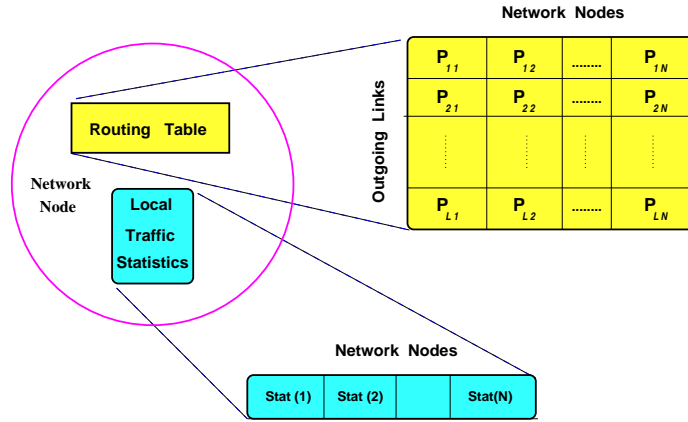 Network Nodes
P11 P12 ........ P1N
P21 P22 ........ P2N
Outgoing Links
........ ........ ........ ........
PL1 PL2 ........ PLN
Routing Table
Network
Node
Local
Traffic
Statistics
Network Nodes
Stat (1) Stat (2) Stat(N)